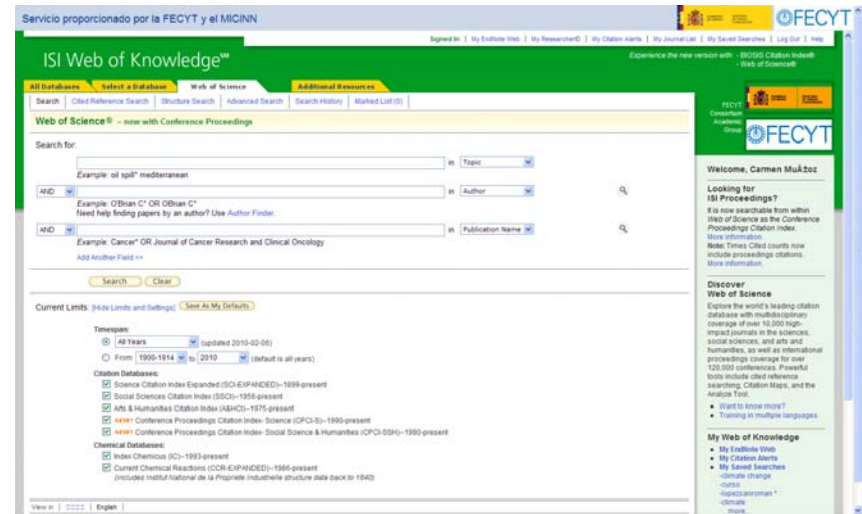 Servicio proporcionado por la FECYT y el MICINN
FECYT
Signed In | My EndNote Web | My ResearcherID | My Citation Alerts | My Journal List | My Saved Searches | Log Out | Help
ISI Web of Knowledge℠
Experience the new version with - BIOSIS Citation Index®
- Web of Science®
All Databases Select a Database Web of Science Additional Resources
Search | Cited Reference Search | Structure Search | Advanced Search | Search History | Marked List (0)
Web of Science® – now with Conference Proceedings
Search for:
in Topic
Example: oil spill* mediterranean
AND in Author
Example: O'Brian C* OR OBrian C*
Need help finding papers by an author? Use Author Finder.
AND in Publication Name
Example: Cancer* OR Journal of Cancer Research and Clinical Oncology
Add Another Field >>
Search Clear
Current Limits: [Hide Limits and Settings] Save As My Defaults
Timespan:
All Years (updated 2010-02-06)
From 1900-1914 to 2010 (default is all years)
Citation Databases:
Science Citation Index Expanded (SCI-EXPANDED)--1899-present
Social Sciences Citation Index (SSCI)--1956-present
Arts & Humanities Citation Index (A&HCI)--1975-present
NEW! Conference Proceedings Citation Index- Science (CPCI-S)--1990-present
NEW! Conference Proceedings Citation Index- Social Science & Humanities (CPCI-SSH)--1990-present
Chemical Databases:
Index Chemicus (IC)--1993-present
Current Chemical Reactions (CCR-EXPANDED)--1986-present
(includes Institut National de la Propriete Industrielle structure data back to 1840)
View in | | English |
FECYT
Consortium
Academic
Group
FECYT
Welcome, Carmen MuÃ±oz
Looking for
ISI Proceedings?
It is now searchable from within
Web of Science as the Conference
Proceedings Citation Index.
More information.
Note: Times Cited counts now
include proceedings citations.
More information.
Discover
Web of Science
Explore the world's leading citation
database with multidisciplinary
coverage of over 10,000 high-
impact journals in the sciences,
social sciences, and arts and
humanities, as well as international
proceedings coverage for over
120,000 conferences. Powerful
tools include cited reference
searching, Citation Maps, and the
Analyze Tool.
Want to know more?
Training in multiple languages
My Web of Knowledge
My EndNote Web
My Citation Alerts
My Saved Searches
-climate change
-curso
-lopezsanroman *
-climate
more